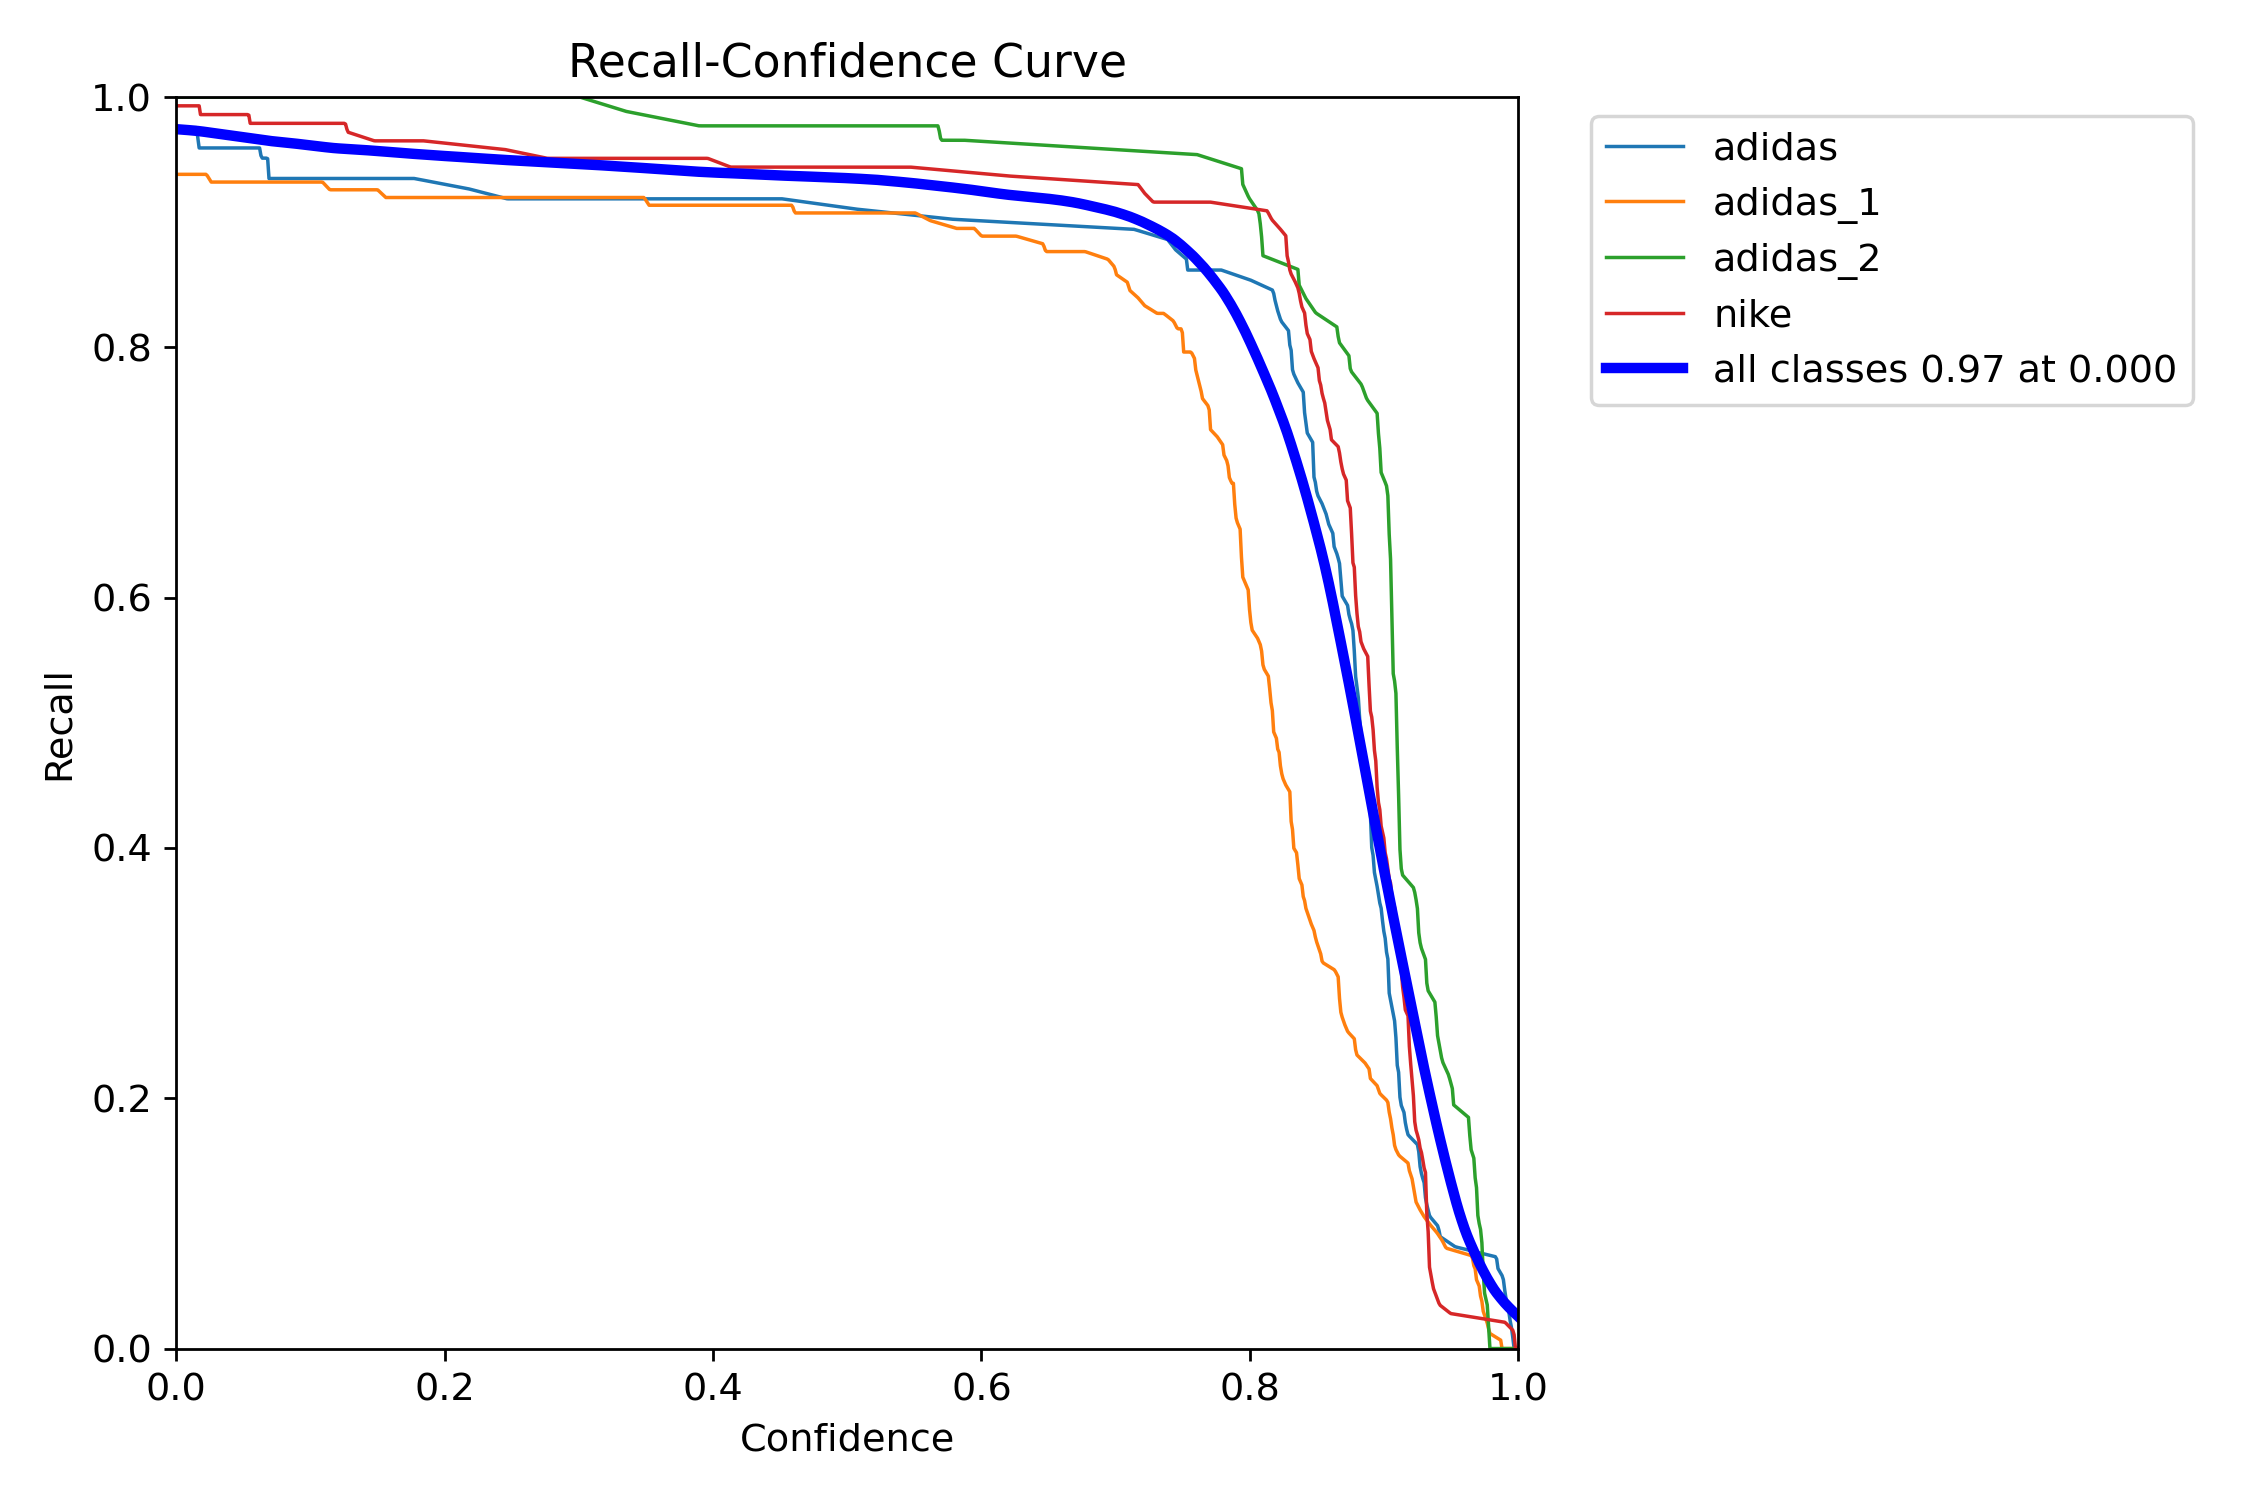 Recall-Confidence Curve
1.0
0.8
0.6
0.4
0.2
0.0
Recall
0.0 0.2 0.4 0.6 0.8 1.0
Confidence
adidas
adidas_1
adidas_2
nike
all classes 0.97 at 0.000